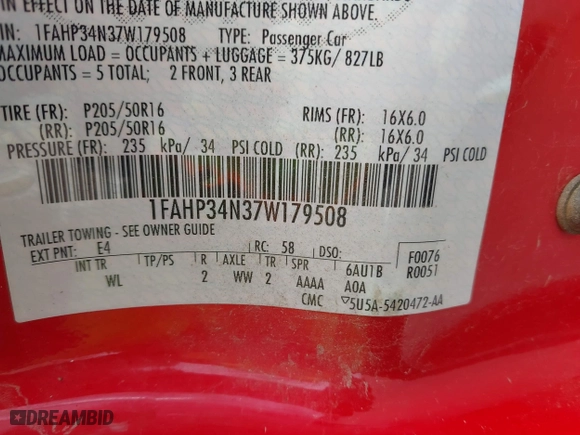 IN EFFECT ON THE DATE OF MANUFACTURE SHOWN ABOVE.
IN: 1FAHP34N37W179508 TYPE: Passenger Car
MAXIMUM LOAD = OCCUPANTS + LUGGAGE = 375KG/ 827LB
OCCUPANTS = 5 TOTAL; 2 FRONT, 3 REAR
TIRE (FR): P205/50R16 RIMS (FR): 16X6.0
(RR): P205/50R16 (RR): 16X6.0
PRESSURE (FR): 235 kPa/ 34 PSI COLD (RR): 235 kPa/ 34 PSI COLD
1FAHP34N37W179508
TRAILER TOWING - SEE OWNER GUIDE
EXT PNT: E4 RC: 58 DSO: F0076
INT TR TP/PS R AXLE TR SPR 6AU1B R0051
WL 2 WW 2 AAAA A0A
CMC ▽5U5A-5420472-AA
DREAMBID